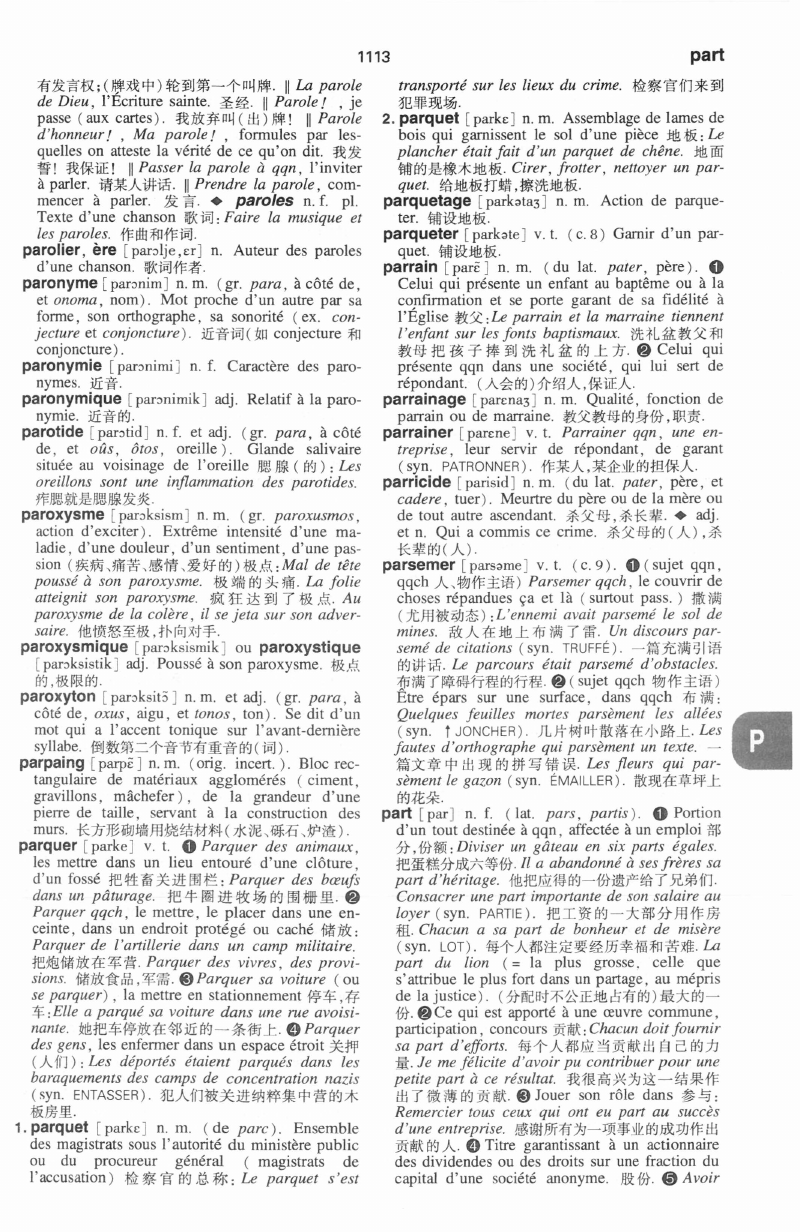 1113
part
有发言权;(牌戏中)轮到第一个叫牌. ‖ La parole
de Dieu, l'Écriture sainte. 圣经. ‖ Parole! , je
passe (aux cartes). 我放弃叫(出)牌! ‖ Parole
d'honneur! , Ma parole! , formules par les-
quelles on atteste la vérité de ce qu'on dit. 我发
誓! 我保证! ‖ Passer la parole à qqn, l'inviter
à parler. 请某人讲话. ‖ Prendre la parole, com-
mencer à parler. 发言. ◆ paroles n. f. pl.
Texte d'une chanson 歌词: Faire la musique et
les paroles. 作曲和作词.
parolier, ère [parɔlje,ɛr] n. Auteur des paroles
d'une chanson. 歌词作者.
paronyme [parɔnim] n. m. (gr. para, à côté de,
et onoma, nom). Mot proche d'un autre par sa
forme, son orthographe, sa sonorité (ex. con-
jecture et conjoncture). 近音词(如 conjecture 和
conjoncture).
paronymie [parɔnimi] n. f. Caractère des paro-
nymes. 近音.
paronymique [parɔnimik] adj. Relatif à la paro-
nymie. 近音的.
parotide [parɔtid] n. f. et adj. (gr. para, à côté
de, et oûs, ôtos, oreille). Glande salivaire
située au voisinage de l'oreille 腮腺(的): Les
oreillons sont une inflammation des parotides.
痄腮就是腮腺发炎.
paroxysme [parɔksism] n. m. (gr. paroxusmos,
action d'exciter). Extrême intensité d'une ma-
ladie, d'une douleur, d'un sentiment, d'une pas-
sion (疾病、痛苦、感情、爱好的)极点: Mal de tête
poussé à son paroxysme. 极端的头痛. La folie
atteignit son paroxysme. 疯狂达到了极点. Au
paroxysme de la colère, il se jeta sur son adver-
saire. 他愤怒至极,扑向对手.
paroxysmique [parɔksismik] ou paroxystique
[parɔksistik] adj. Poussé à son paroxysme. 极点
的,极限的.
paroxyton [parɔksitɔ̃] n. m. et adj. (gr. para, à
côté de, oxus, aigu, et tonos, ton). Se dit d'un
mot qui a l'accent tonique sur l'avant-dernière
syllabe. 倒数第二个音节有重音的(词).
parpaing [parpɛ̃] n. m. (orig. incert.). Bloc rec-
tangulaire de matériaux agglomérés (ciment,
gravillons, mâchefer), de la grandeur d'une
pierre de taille, servant à la construction des
murs. 长方形砌墙用烧结材料(水泥、砾石、炉渣).
parquer [parke] v. t. ❶ Parquer des animaux,
les mettre dans un lieu entouré d'une clôture,
d'un fossé 把牲畜关进围栏: Parquer des bœufs
dans un pâturage. 把牛圈进牧场的围栅里. ❷
Parquer qqch, le mettre, le placer dans une en-
ceinte, dans un endroit protégé ou caché 储放:
Parquer de l'artillerie dans un camp militaire.
把炮储放在军营. Parquer des vivres, des provi-
sions. 储放食品,军需. ❸ Parquer sa voiture (ou
se parquer), la mettre en stationnement 停车,存
车: Elle a parqué sa voiture dans une rue avoisi-
nante. 她把车停放在邻近的一条街上. ❹ Parquer
des gens, les enfermer dans un espace étroit 关押
(人们): Les déportés étaient parqués dans les
baraquements des camps de concentration nazis
(syn. ENTASSER). 犯人们被关进纳粹集中营的木
板房里.
1. parquet [parkɛ] n. m. (de parc). Ensemble
des magistrats sous l'autorité du ministère public
ou du procureur général (magistrats de
l'accusation) 检察官的总称: Le parquet s'est
transporté sur les lieux du crime. 检察官们来到
犯罪现场.
2. parquet [parkɛ] n. m. Assemblage de lames de
bois qui garnissent le sol d'une pièce 地板: Le
plancher était fait d'un parquet de chêne. 地面
铺的是橡木地板. Cirer, frotter, nettoyer un par-
quet. 给地板打蜡,擦洗地板.
parquetage [parkətaʒ] n. m. Action de parque-
ter. 铺设地板.
parqueter [parkəte] v. t. (c. 8) Garnir d'un par-
quet. 铺设地板.
parrain [parɛ̃] n. m. (du lat. pater, père). ❶
Celui qui présente un enfant au baptême ou à la
confirmation et se porte garant de sa fidélité à
l'Église 教父: Le parrain et la marraine tiennent
l'enfant sur les fonts baptismaux. 洗礼盆教父和
教母把孩子捧到洗礼盆的上方. ❷ Celui qui
présente qqn dans une société, qui lui sert de
répondant. (入会的)介绍人,保证人.
parrainage [parɛnaʒ] n. m. Qualité, fonction de
parrain ou de marraine. 教父教母的身份,职责.
parrainer [parɛne] v. t. Parrainer qqn, une en-
treprise, leur servir de répondant, de garant
(syn. PATRONNER). 作某人,某企业的担保人.
parricide [parisid] n. m. (du lat. pater, père, et
cadere, tuer). Meurtre du père ou de la mère ou
de tout autre ascendant. 杀父母,杀长辈. ◆ adj.
et n. Qui a commis ce crime. 杀父母的(人),杀
长辈的(人).
parsemer [parsəme] v. t. (c. 9). ❶ (sujet qqn,
qqch 人、物作主语) Parsemer qqch, le couvrir de
choses répandues ça et là (surtout pass.) 撒满
(尤用被动态): L'ennemi avait parsemé le sol de
mines. 敌人在地上布满了雷. Un discours par-
semé de citations (syn. TRUFFÉ). 一篇充满引语
的讲话. Le parcours était parsemé d'obstacles.
布满了障碍行程的行程. ❷ (sujet qqch 物作主语)
Être épars sur une surface, dans qqch 布满:
Quelques feuilles mortes parsèment les allées
(syn. ↑ JONCHER). 几片树叶散落在小路上. Les
fautes d'orthographe qui parsèment un texte. 一
篇文章中出现的拼写错误. Les fleurs qui par-
sèment le gazon (syn. ÉMAILLER). 散现在草坪上
的花朵.
part [par] n. f. (lat. pars, partis). ❶ Portion
d'un tout destinée à qqn, affectée à un emploi 部
分,份额: Diviser un gâteau en six parts égales.
把蛋糕分成六等份. Il a abandonné à ses frères sa
part d'héritage. 他把应得的一份遗产给了兄弟们.
Consacrer une part importante de son salaire au
loyer (syn. PARTIE). 把工资的一大部分用作房
租. Chacun a sa part de bonheur et de misère
(syn. LOT). 每个人都注定要经历幸福和苦难. La
part du lion (= la plus grosse, celle que
s'attribue le plus fort dans un partage, au mépris
de la justice). (分配时不公正地占有的)最大的一
份. ❷ Ce qui est apporté à une œuvre commune,
participation, concours 贡献: Chacun doit fournir
sa part d'efforts. 每个人都应当贡献出自己的力
量. Je me félicite d'avoir pu contribuer pour une
petite part à ce résultat. 我很高兴为这一结果作
出了微薄的贡献. ❸ Jouer son rôle dans 参与:
Remercier tous ceux qui ont eu part au succès
d'une entreprise. 感谢所有为一项事业的成功作出
贡献的人. ❹ Titre garantissant à un actionnaire
des dividendes ou des droits sur une fraction du
capital d'une société anonyme. 股份. ❺ Avoir
P